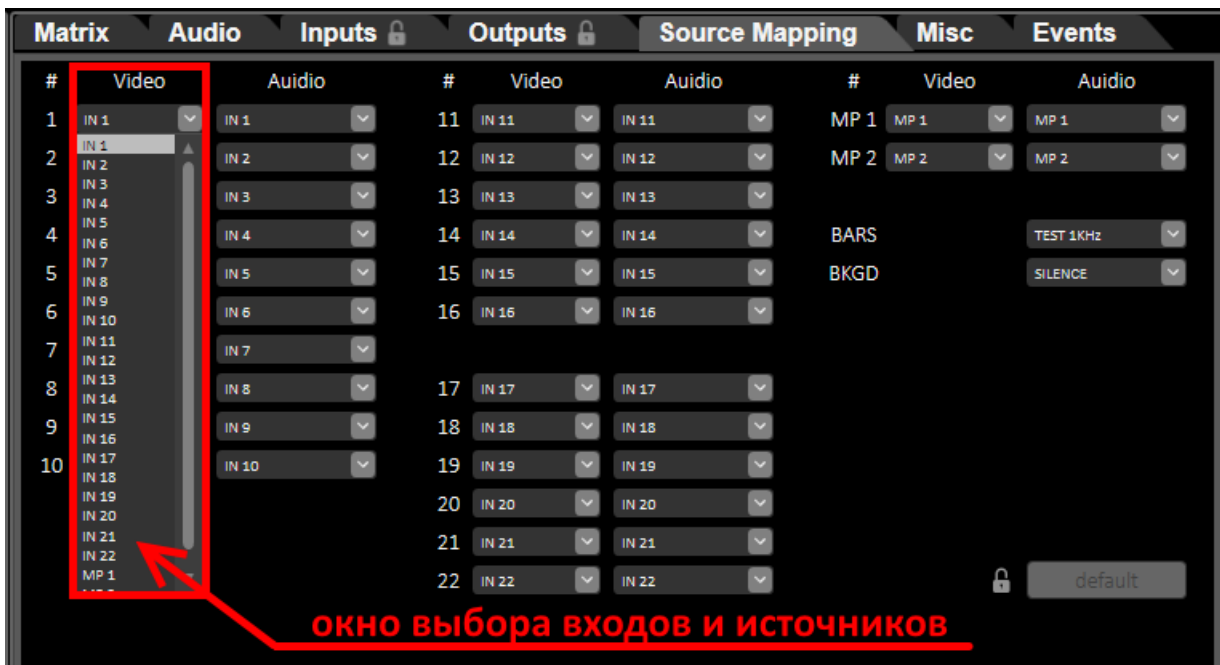 Matrix Audio Inputs Outputs Source Mapping Misc Events
# Video Auidio # Video Auidio # Video Auidio
1 IN 1 IN 1 11 IN 11 IN 11 MP 1 MP 1 MP 1
IN 1
2 IN 2 12 IN 12 IN 12 MP 2 MP 2 MP 2
IN 2
IN 3
3 IN 3 13 IN 13 IN 13
IN 4
IN 5
4 IN 4 14 IN 14 IN 14 BARS TEST 1KHz
IN 6
IN 7
5 IN 5 15 IN 15 IN 15 BKGD SILENCE
IN 8
IN 9
6 IN 6 16 IN 16 IN 16
IN 10
IN 11
7 IN 7
IN 12
IN 13
8 IN 8 17 IN 17 IN 17
IN 14
IN 15
9 IN 9 18 IN 18 IN 18
IN 16
IN 17
10 IN 10 19 IN 19 IN 19
IN 18
IN 19
20 IN 20 IN 20
IN 20
IN 21
21 IN 21 IN 21
IN 22
MP 1
22 IN 22 IN 22 default
окно выбора входов и источников